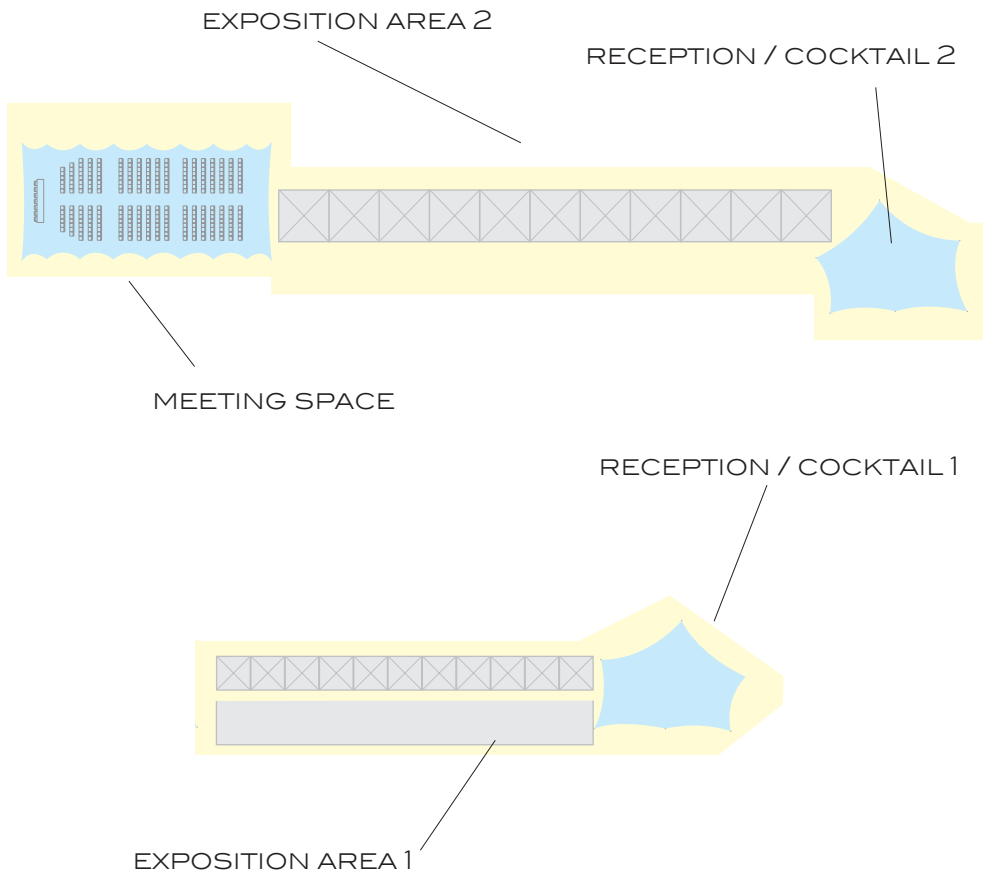 EXPOSITION AREA 2
RECEPTION / COCKTAIL 2
MEETING SPACE
RECEPTION / COCKTAIL 1
EXPOSITION AREA 1